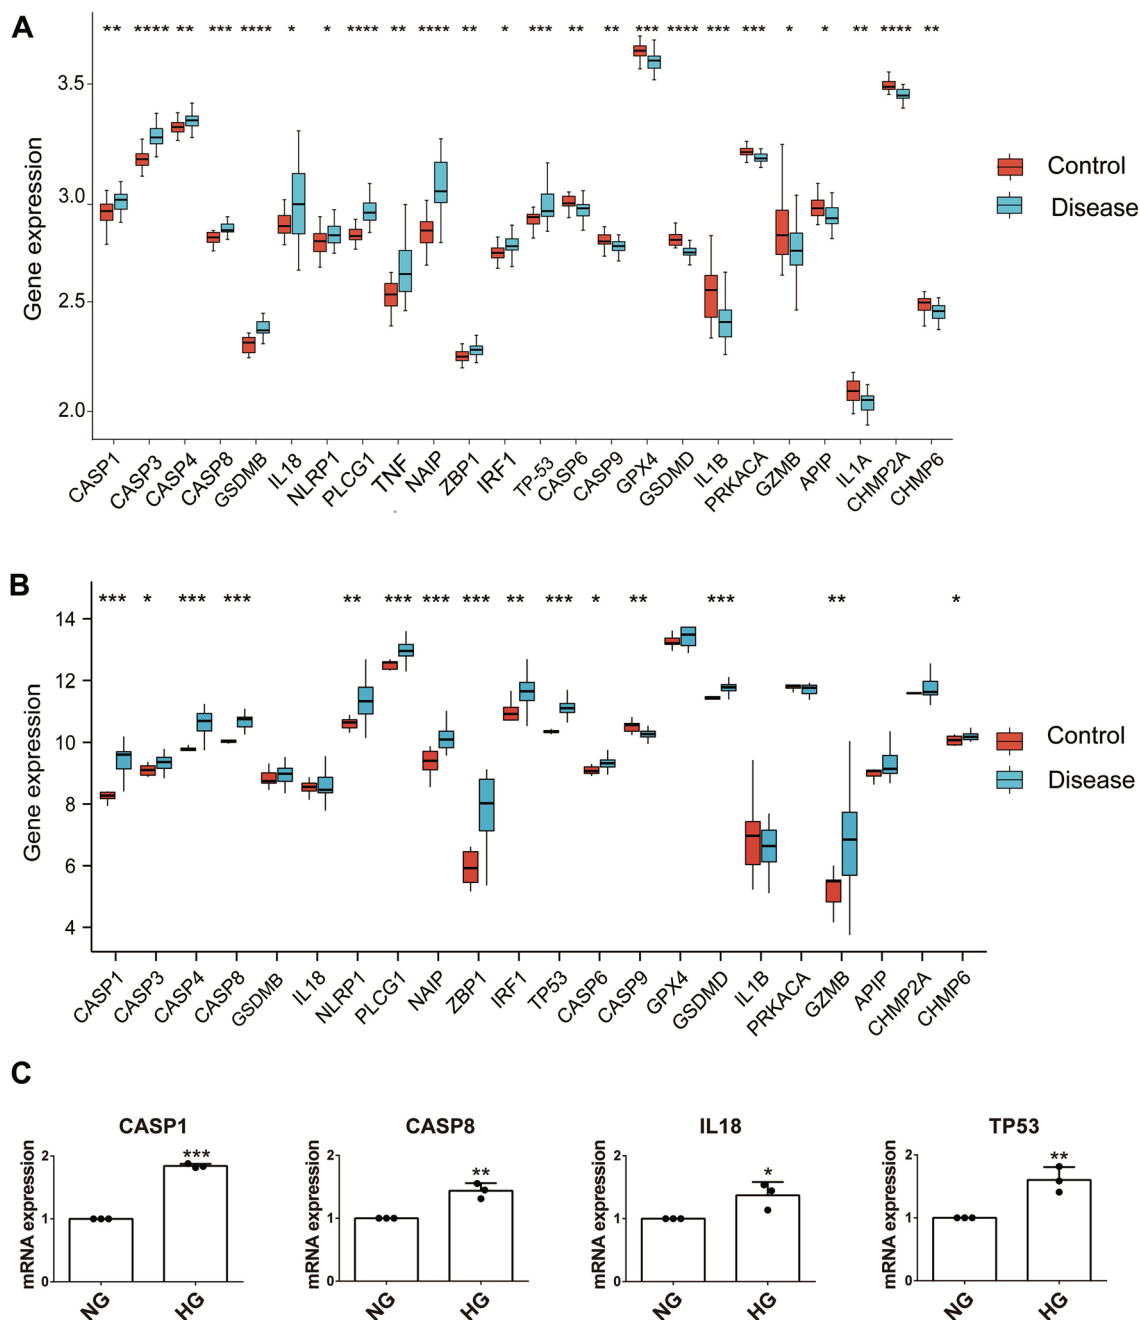 A
** **** ** *** **** * * **** ** **** ** * *** ** ** *** **** *** *** * * ** **** **
Gene expression
3.5
3.0
2.5
2.0
Control
Disease
CASP1 CASP3 CASP4 CASP8 GSDMB IL18 NLRP1 PLCG1 TNF NAIP ZBP1 IRF1 TP-53 CASP6 CASP9 GPX4 GSDMD IL1B PRKACA GZMB APIP IL1A CHMP2A CHMP6
B
*** * *** *** ** *** *** *** ** *** * ** *** ** *
Gene expression
14
12
10
8
6
4
Control
Disease
CASP1 CASP3 CASP4 CASP8 GSDMB IL18 NLRP1 PLCG1 NAIP ZBP1 IRF1 TP53 CASP6 CASP9 GPX4 GSDMD IL1B PRKACA GZMB APIP CHMP2A CHMP6
C
CASP1
mRNA expression
2
1
0
***
NG HG
CASP8
mRNA expression
2
1
0
**
NG HG
IL18
mRNA expression
2
1
0
*
NG HG
TP53
mRNA expression
2
1
0
**
NG HG